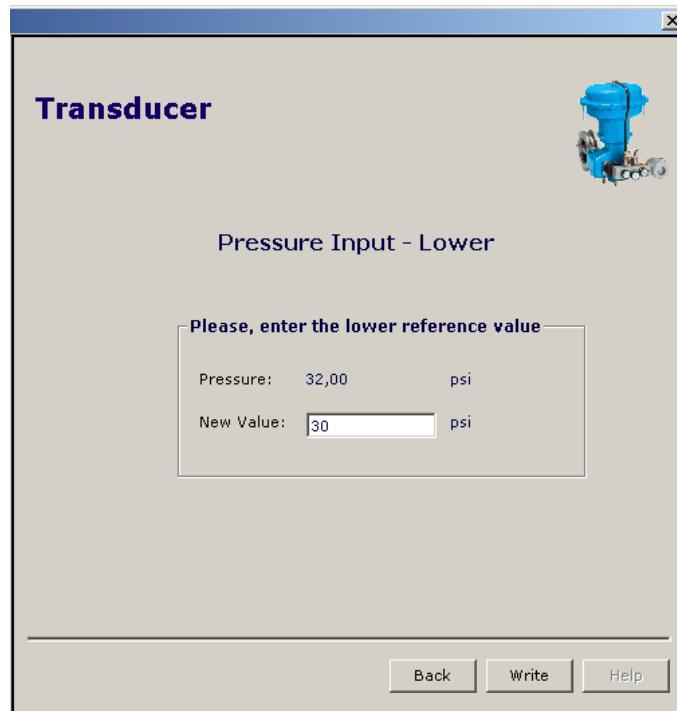 Transducer
Pressure Input - Lower
Please, enter the lower reference value
Pressure: 32,00 psi
New Value: 30 psi
Back Write Help